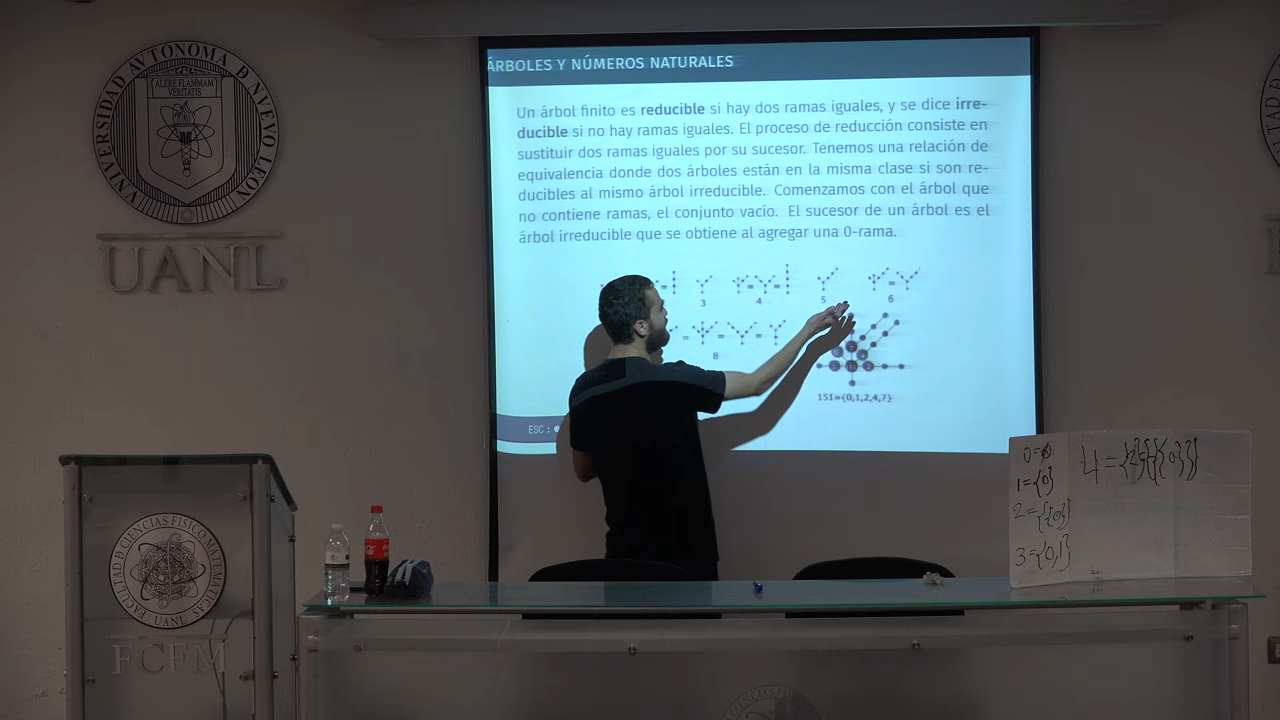 UNIVERSIDAD AVTONOMA D NVEVO LEON
ALERE FLAMMAM
VERITATIS
UANL
ÁRBOLES Y NÚMEROS NATURALES
Un árbol finito es reducible si hay dos ramas iguales, y se dice irre-
ducible si no hay ramas iguales. El proceso de reducción consiste en
sustituir dos ramas iguales por su sucesor. Tenemos una relación de
equivalencia donde dos árboles están en la misma clase si son re-
ducibles al mismo árbol irreducible. Comenzamos con el árbol que
no contiene ramas, el conjunto vacío. El sucesor de un árbol es el
árbol irreducible que se obtiene al agregar una 0-rama.
= = = =
3 4 5 6
= = =
8
151={0,1,2,4,7}
ESC :
0=∅
1={0}
2={{0}}
3={0,1}
4={2}={{{0}}}
FACULTAD D CIENCIAS FISICO MATEMATICAS
UANL
FCFM